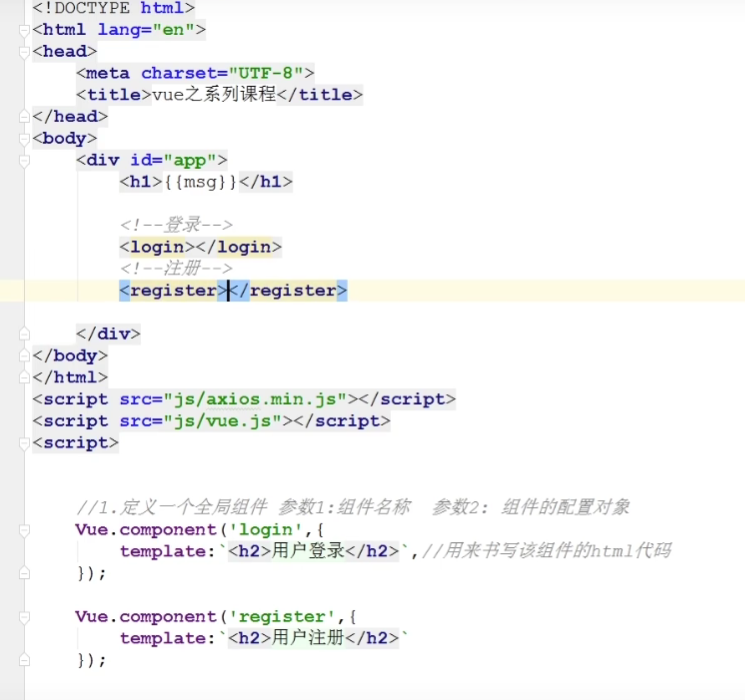 <!DOCTYPE html>
<html lang="en">
<head>
<meta charset="UTF-8">
<title>vue之系列课程</title>
</head>
<body>
<div id="app">
<h1>{{msg}}</h1>
<!--登录-->
<login></login>
<!--注册-->
<register></register>
</div>
</body>
</html>
<script src="js/axios.min.js"></script>
<script src="js/vue.js"></script>
<script>
//1.定义一个全局组件 参数1:组件名称  参数2: 组件的配置对象
Vue.component('login',{
template:`<h2>用户登录</h2>`,//用来书写该组件的html代码
});
Vue.component('register',{
template:`<h2>用户注册</h2>`
});